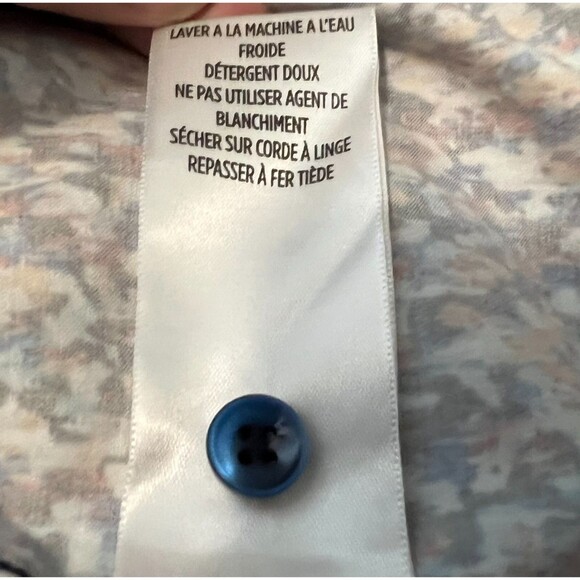 LAVER A LA MACHINE A L'EAU
FROIDE
DÉTERGENT DOUX
NE PAS UTILISER AGENT DE
BLANCHIMENT
SÉCHER SUR CORDE À LINGE
REPASSER À FER TIÈDE